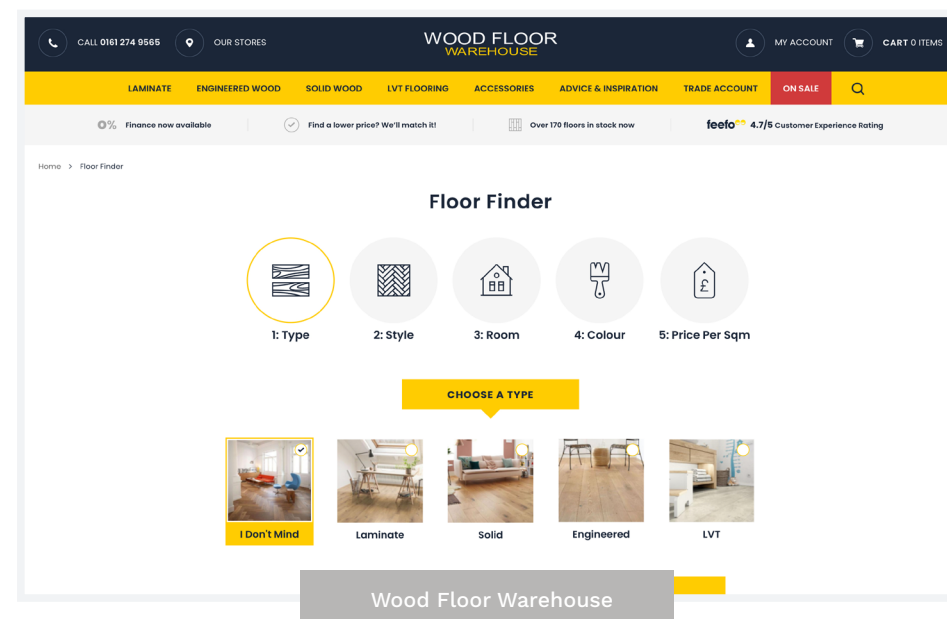 CALL 0161 274 9565
OUR STORES
WOOD FLOOR
WAREHOUSE
MY ACCOUNT
CART 0 ITEMS
LAMINATE
ENGINEERED WOOD
SOLID WOOD
LVT FLOORING
ACCESSORIES
ADVICE & INSPIRATION
TRADE ACCOUNT
ON SALE
0% Finance now available
Find a lower price? We'll match it!
Over 170 floors in stock now
feefo 4.7/5 Customer Experience Rating
Home > Floor Finder
Floor Finder
£
1: Type
2: Style
3: Room
4: Colour
5: Price Per Sqm
CHOOSE A TYPE
I Don't Mind
Laminate
Solid
Engineered
LVT
Wood Floor Warehouse